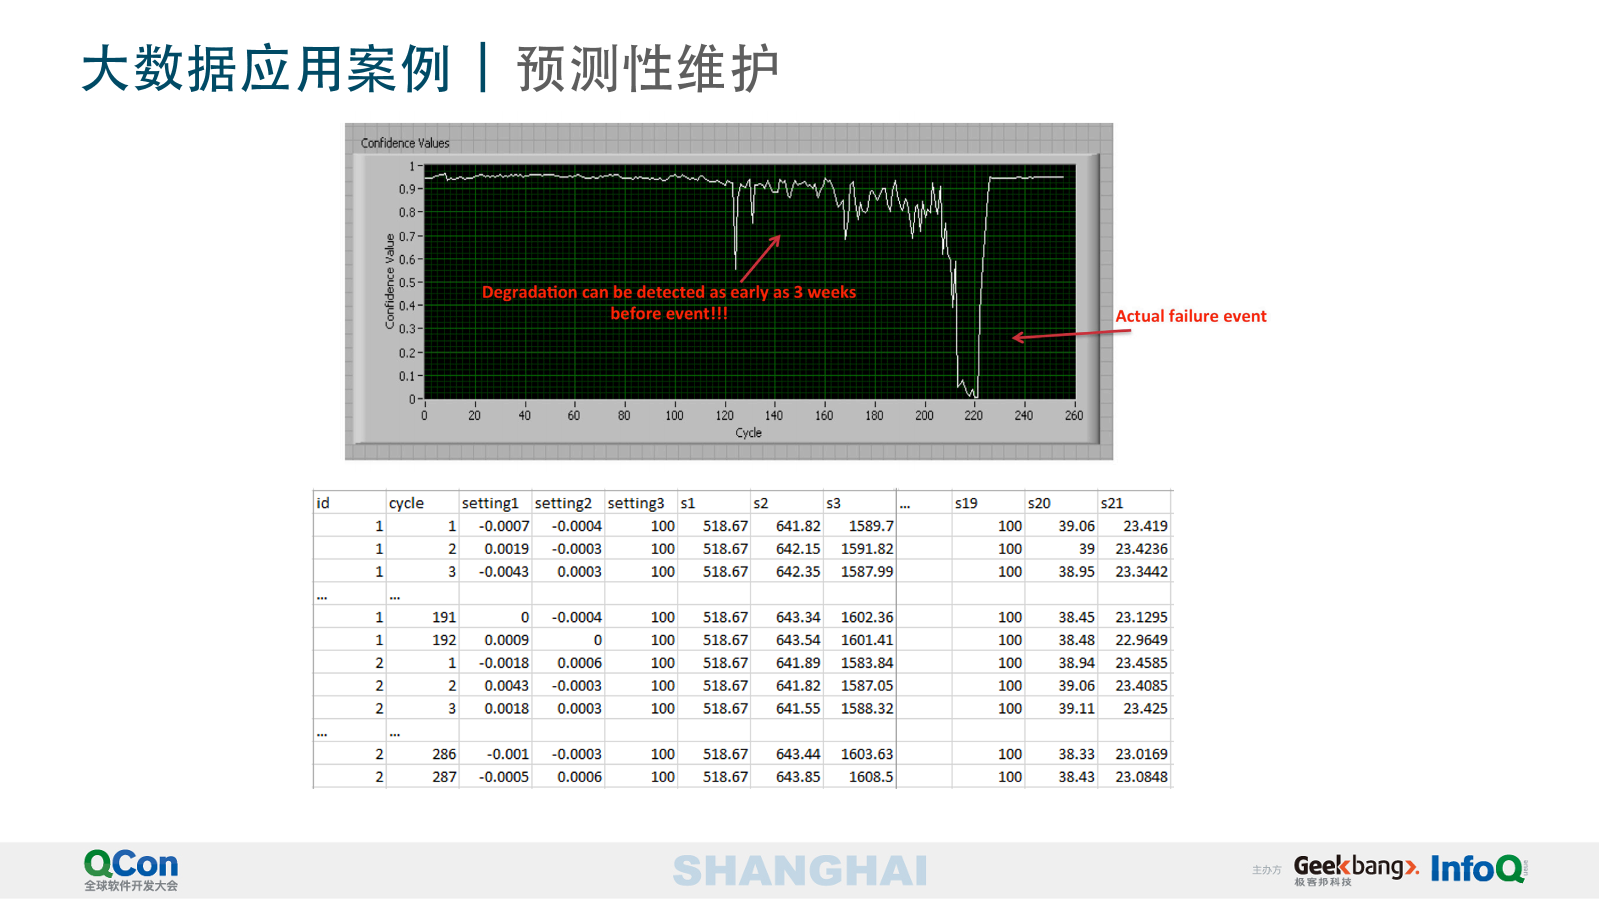 大数据应用案例 | 预测性维护
Confidence Values
Confidence Value
1
0.9
0.8
0.7
0.6
0.5
0.4
0.3
0.2
0.1
0
0 20 40 60 80 100 120 140 160 180 200 220 240 260
Cycle
Degradation can be detected as early as 3 weeks
before event!!!
Actual failure event
id cycle setting1 setting2 setting3 s1 s2 s3 ... s19 s20 s21
1 1 -0.0007 -0.0004 100 518.67 641.82 1589.7 100 39.06 23.419
1 2 0.0019 -0.0003 100 518.67 642.15 1591.82 100 39 23.4236
1 3 -0.0043 0.0003 100 518.67 642.35 1587.99 100 38.95 23.3442
... ...
1 191 0 -0.0004 100 518.67 643.34 1602.36 100 38.45 23.1295
1 192 0.0009 0 100 518.67 643.54 1601.41 100 38.48 22.9649
2 1 -0.0018 0.0006 100 518.67 641.89 1583.84 100 38.94 23.4585
2 2 0.0043 -0.0003 100 518.67 641.82 1587.05 100 39.06 23.4085
2 3 0.0018 0.0003 100 518.67 641.55 1588.32 100 39.11 23.425
... ...
2 286 -0.001 -0.0003 100 518.67 643.44 1603.63 100 38.33 23.0169
2 287 -0.0005 0.0006 100 518.67 643.85 1608.5 100 38.43 23.0848
QCon
全球软件开发大会
SHANGHAI
主办方
Geekbang>.
极客邦科技
InfoQ